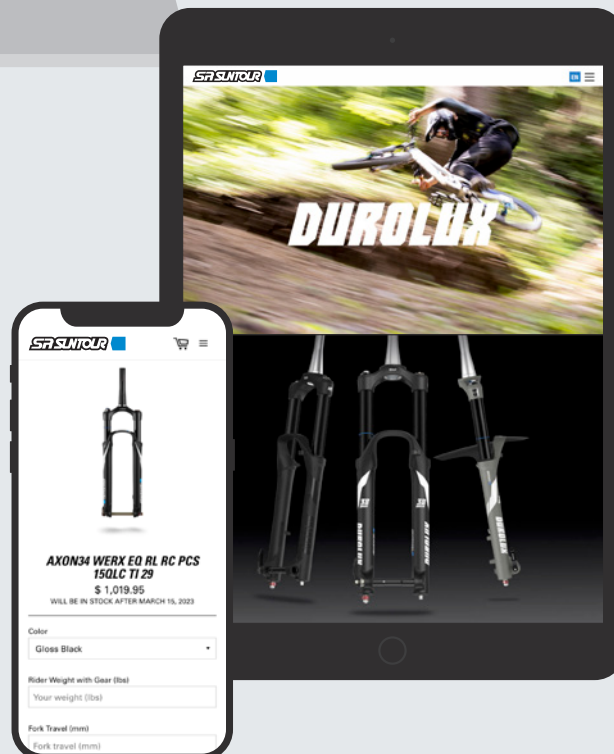 SR SUNTOUR
EN
DUROLUX
SR SUNTOUR
AXON34 WERX EQ RL RC PCS
15QLC TI 29
$ 1,019.95
WILL BE IN STOCK AFTER MARCH 15, 2023
Color
Gloss Black
Rider Weight with Gear (lbs)
Your weight (lbs)
Fork Travel (mm)
Fork travel (mm)
DUROLUX
DUROLUX
DUROLUX